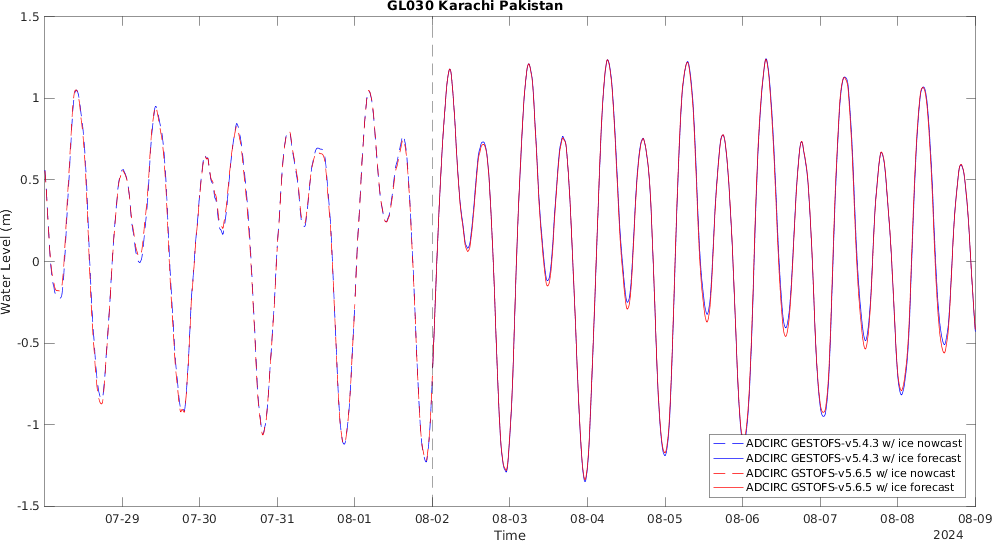 GL030 Karachi Pakistan
Water Level (m)
1.5
1
0.5
0
-0.5
-1
-1.5
ADCIRC GESTOFS-v5.4.3 w/ ice nowcast
ADCIRC GESTOFS-v5.4.3 w/ ice forecast
ADCIRC GSTOFS-v5.6.5 w/ ice nowcast
ADCIRC GSTOFS-v5.6.5 w/ ice forecast
07-29 07-30 07-31 08-01 08-02 08-03 08-04 08-05 08-06 08-07 08-08 08-09
Time
2024